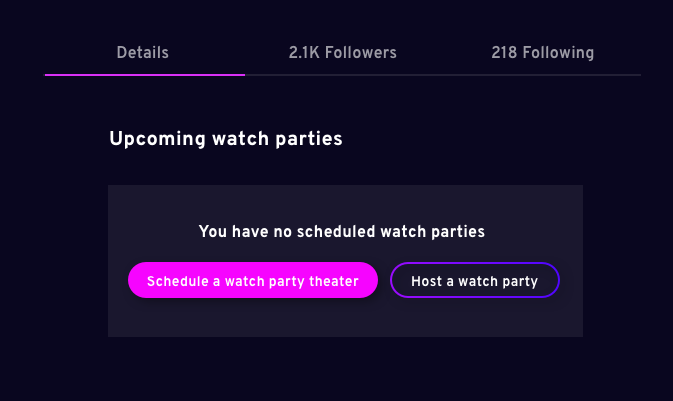 Details
2.1K Followers
218 Following
Upcoming watch parties
You have no scheduled watch parties
Schedule a watch party theater
Host a watch party